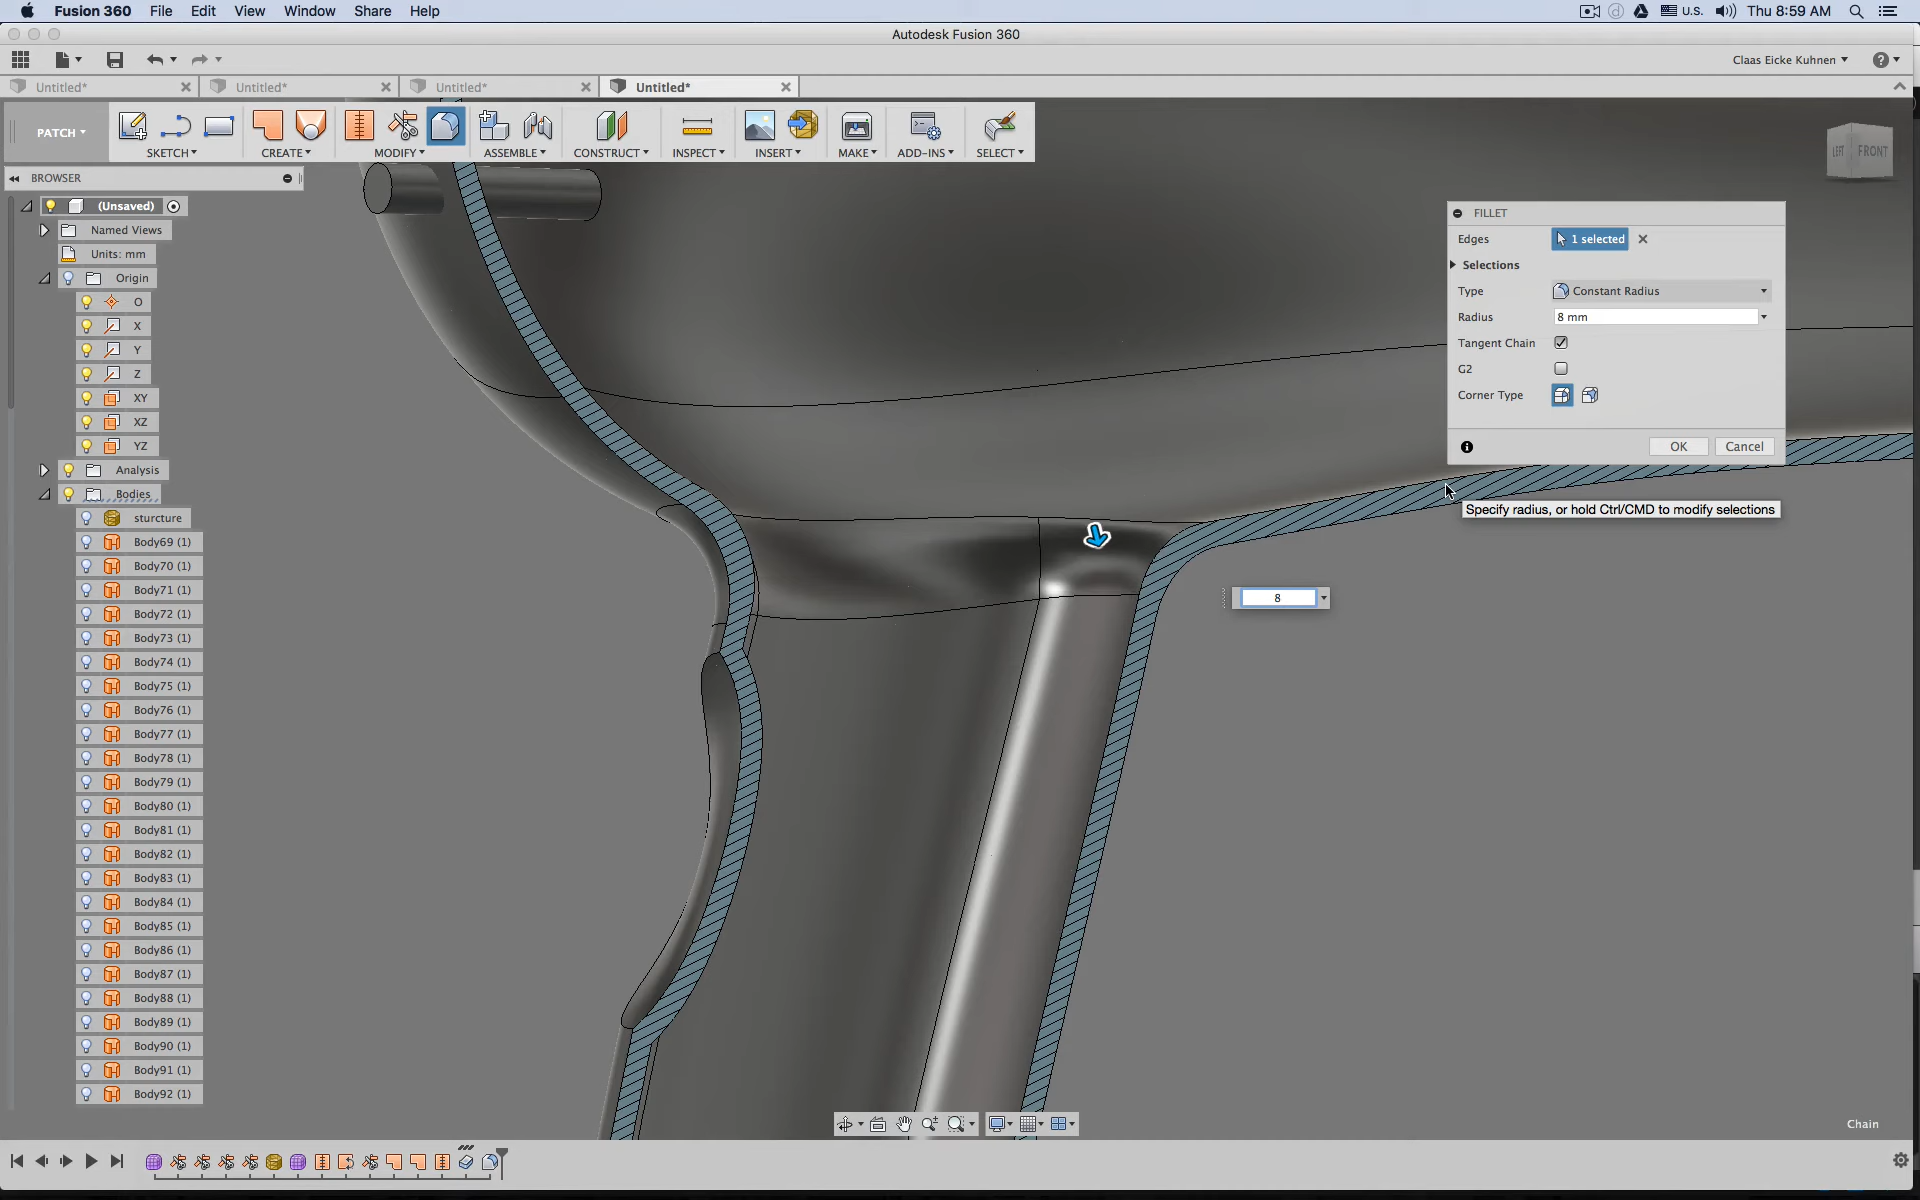 Fusion 360 File Edit View Window Share Help U.S. Thu 8:59 AM
Autodesk Fusion 360
Claas Eicke Kuhnen
Untitled* Untitled* Untitled* Untitled*
PATCH
SKETCH CREATE MODIFY ASSEMBLE CONSTRUCT INSPECT INSERT MAKE ADD-INS SELECT
LEFT FRONT
BROWSER
(Unsaved)
Named Views
Units: mm
Origin
O
X
Y
Z
XY
XZ
YZ
Analysis
Bodies
sturcture
Body69 (1)
Body70 (1)
Body71 (1)
Body72 (1)
Body73 (1)
Body74 (1)
Body75 (1)
Body76 (1)
Body77 (1)
Body78 (1)
Body79 (1)
Body80 (1)
Body81 (1)
Body82 (1)
Body83 (1)
Body84 (1)
Body85 (1)
Body86 (1)
Body87 (1)
Body88 (1)
Body89 (1)
Body90 (1)
Body91 (1)
Body92 (1)
FILLET
Edges 1 selected
Selections
Type Constant Radius
Radius 8 mm
Tangent Chain
G2
Corner Type
OK Cancel
Specify radius, or hold Ctrl/CMD to modify selections
8
Chain